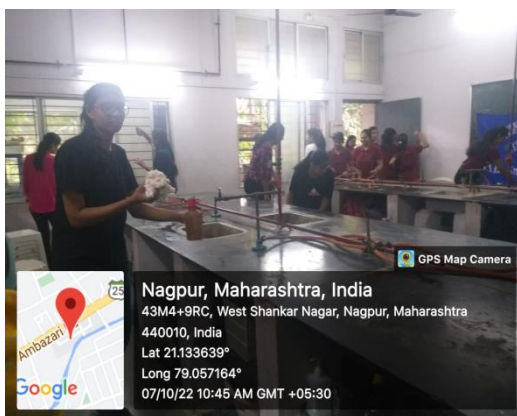 GPS Map Camera
25
Ambazari
Google
Nagpur, Maharashtra, India
43M4+9RC, West Shankar Nagar, Nagpur, Maharashtra
440010, India
Lat 21.133639°
Long 79.057164°
07/10/22 10:45 AM GMT +05:30